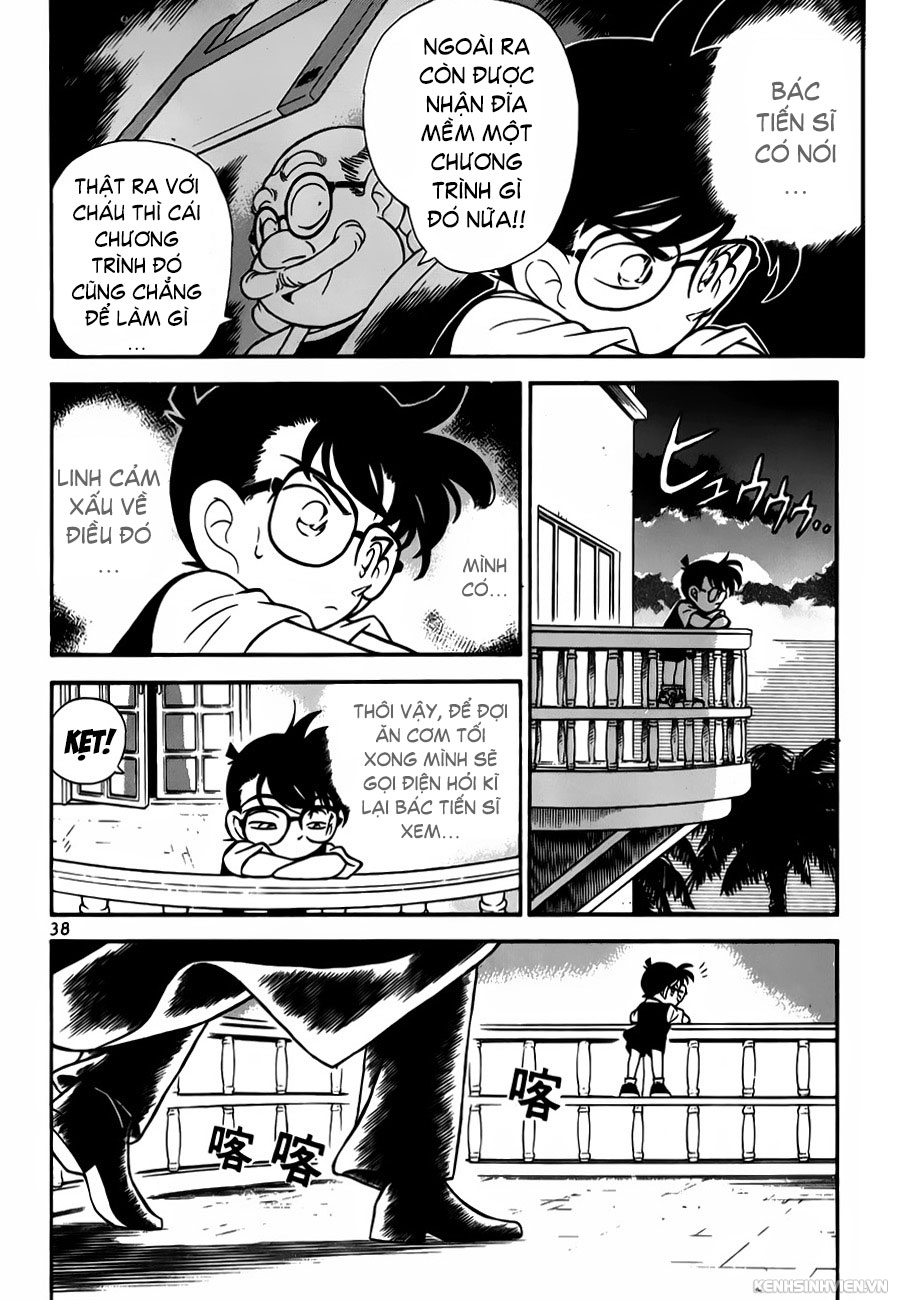 BÁC
TIẾN SĨ
CÓ NÓI
...
NGOÀI RA
CÒN ĐƯỢC
NHẬN ĐĨA
MỀM MỘT
CHƯƠNG
TRÌNH GÌ
ĐÓ NỮA!!
THẬT RA VỚI
CHÁU THÌ CÁI
CHƯƠNG
TRÌNH ĐÓ
CŨNG CHẲNG
ĐỂ LÀM GÌ
...
ヒュウゥゥ..
MÌNH
CÓ...
LINH CẢM
XẤU VỀ
ĐIỀU ĐÓ
...
KẸT!
THÔI VẬY, ĐỂ ĐỢI
ĂN CƠM TỐI
XONG MÌNH SẼ
GỌI ĐIỆN HỎI KĨ
LẠI BÁC TIẾN SĨ
XEM...
38
喀
喀
喀
KENHSINHVIEN.VN